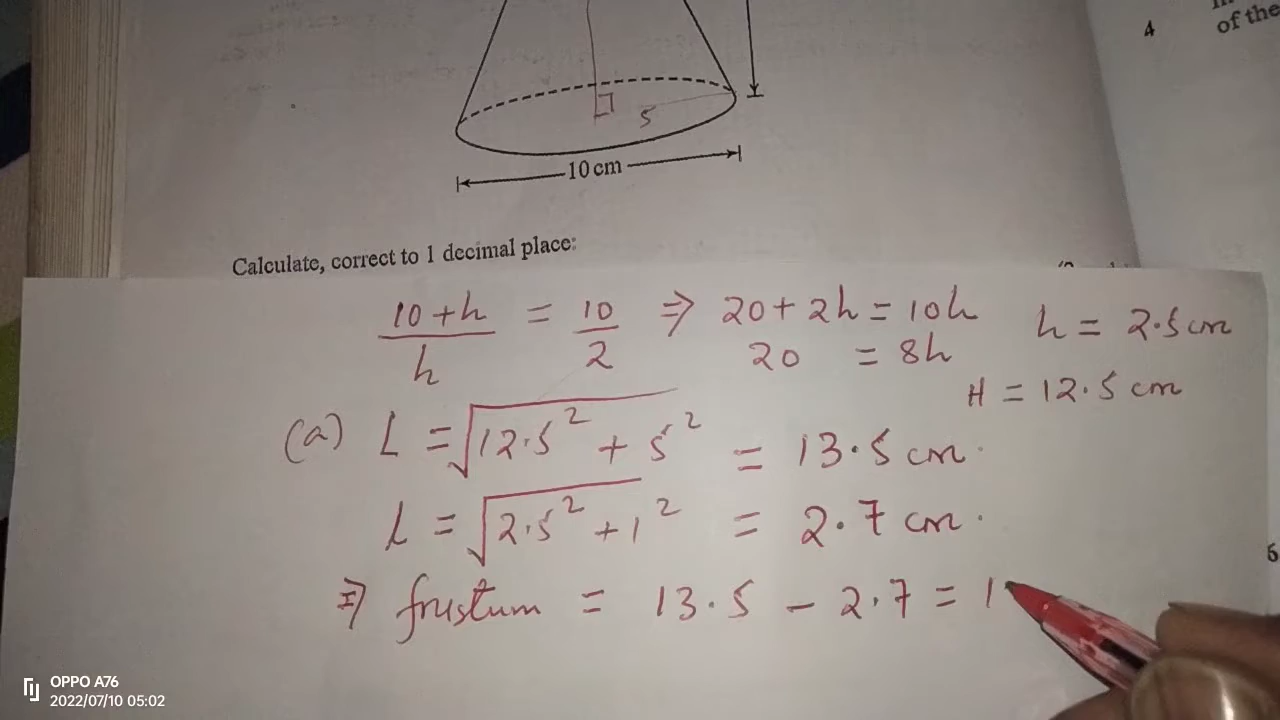 4
of the
5
10 cm
Calculate, correct to 1 decimal place:
10 + h / h = 10 / 2 ⇒ 20 + 2h = 10h h = 2.5 cm
20 = 8h
H = 12.5 cm
(a) L = √12.5² + 5² = 13.5 cm.
l = √2.5² + 1² = 2.7 cm.
⇒ frustum = 13.5 - 2.7 = 1
5
OPPO A76
2022/07/10 05:02